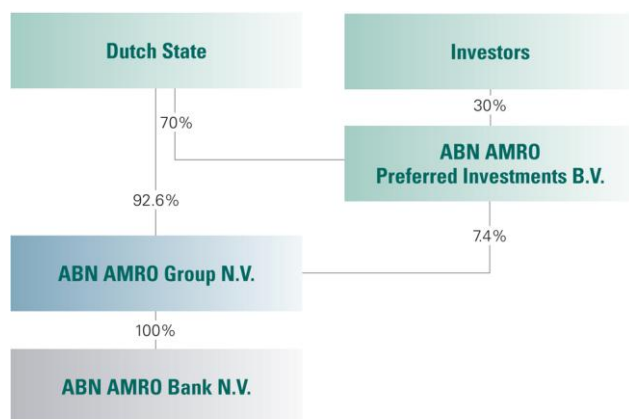 Dutch State
Investors
30%
70%
ABN AMRO
Preferred Investments B.V.
92.6%
7.4%
ABN AMRO Group N.V.
100%
ABN AMRO Bank N.V.